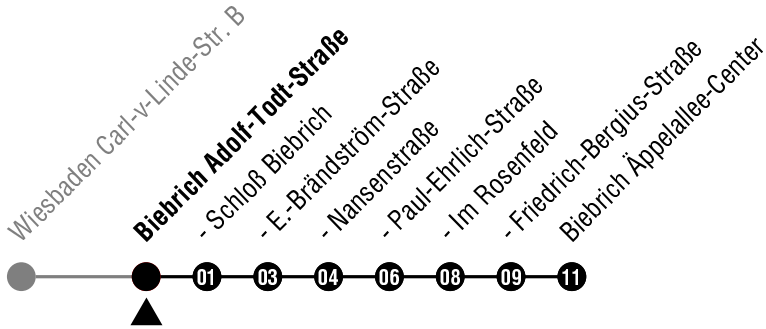 Wiesbaden Carl-v-Linde-Str. B
Biebrich Adolf-Todt-Straße
- Schloß Biebrich
- E.-Brändström-Straße
- Nansenstraße
- Paul-Ehrlich-Straße
- Im Rosenfeld
- Friedrich-Bergius-Straße
Biebrich Äppelallee-Center
01 03 04 06 08 09 11